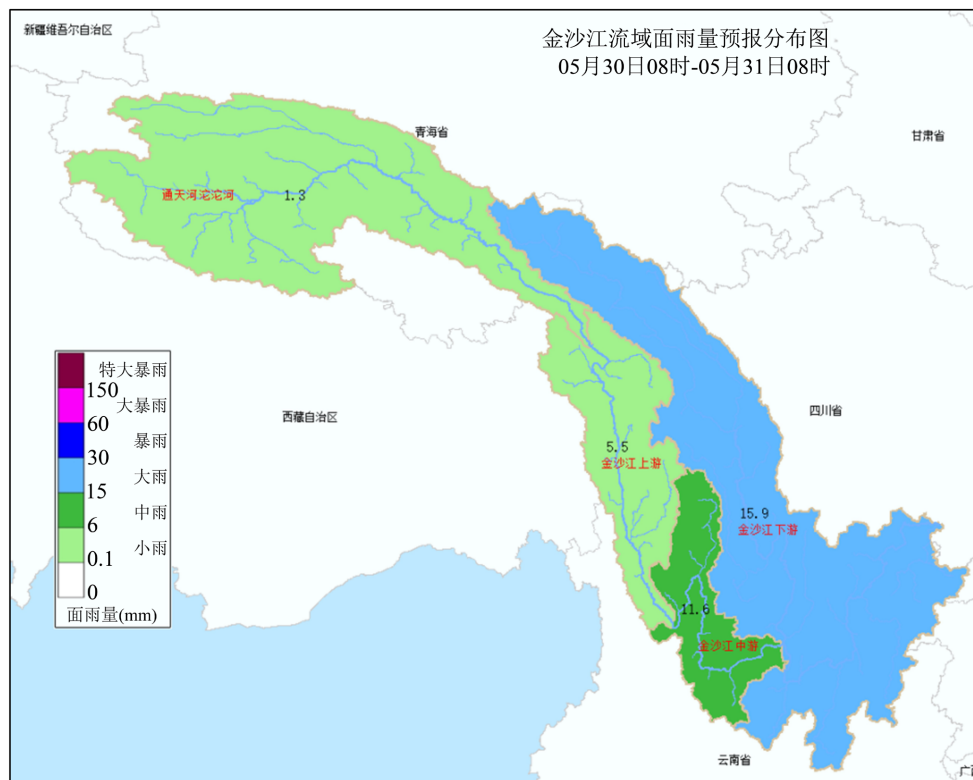 新疆维吾尔自治区
金沙江流域面雨量预报分布图
05月30日08时-05月31日08时
青海省
甘肃省
通天河沱沱河
1.3
特大暴雨
150
大暴雨
60
暴雨
30
大雨
15
中雨
6
小雨
0.1
0
面雨量(mm)
西藏自治区
四川省
5.5
金沙江上游
15.9
金沙江下游
11.6
金沙江中游
云南省